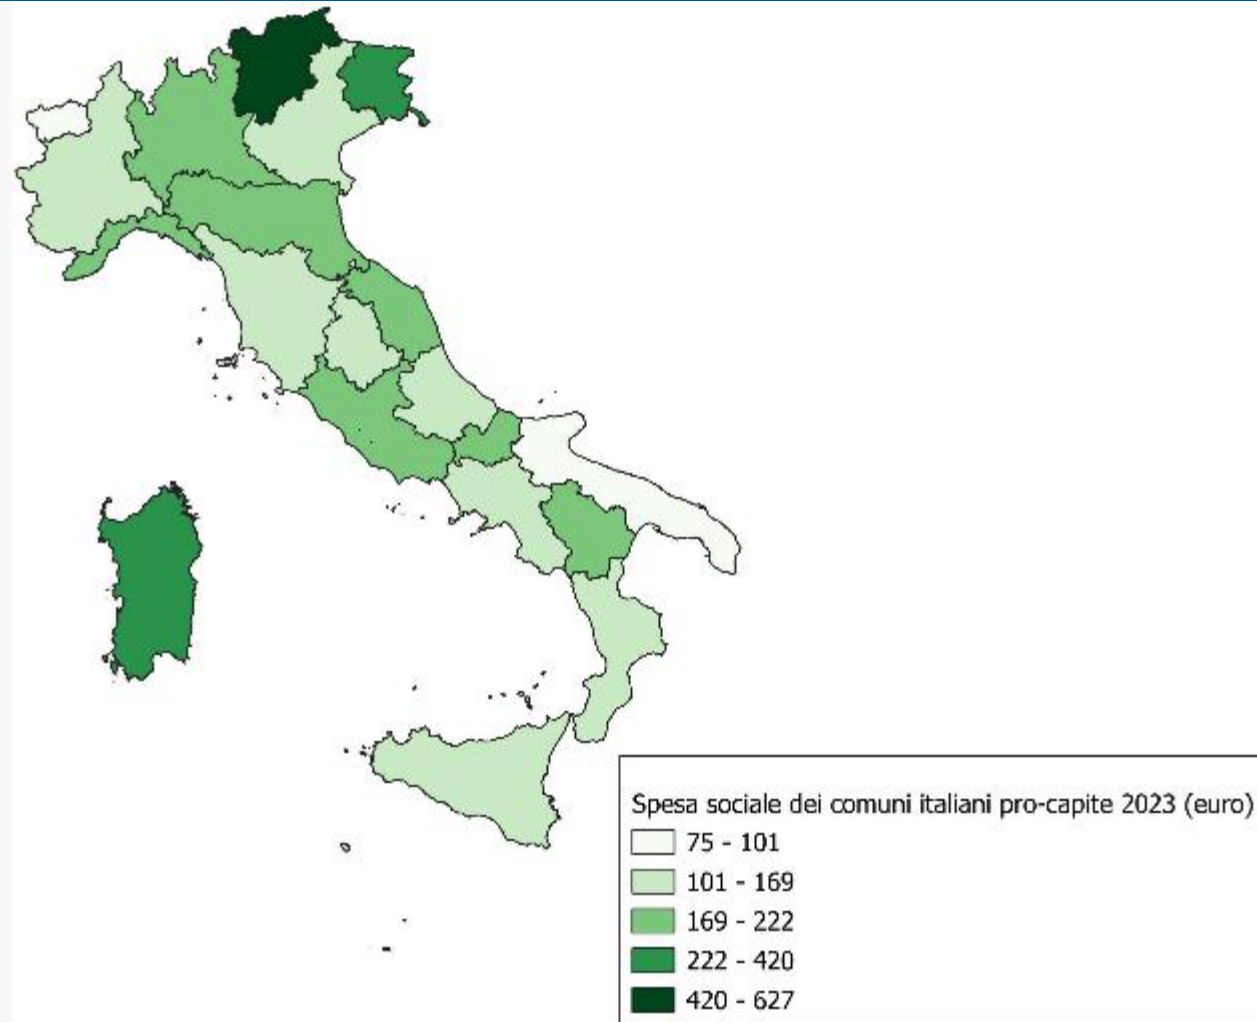 Spesa sociale dei comuni italiani pro-capite 2023 (euro)
75 - 101
101 - 169
169 - 222
222 - 420
420 - 627